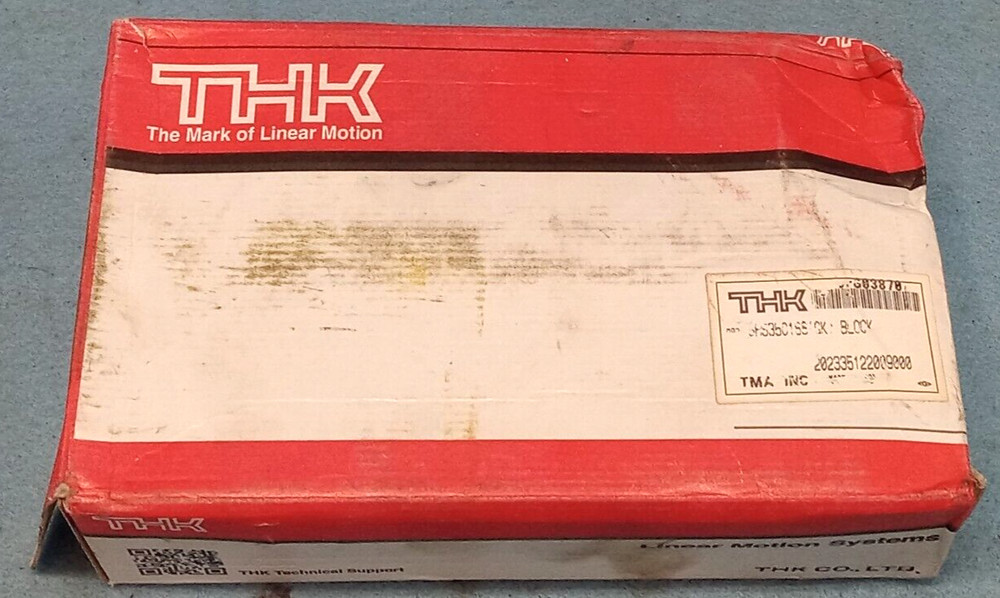 THK
The Mark of Linear Motion
THK
BLOCK
202335122009000
TMA INC
THK
THK Technical Support
Linear Motion Systems
THK CO., LTD.